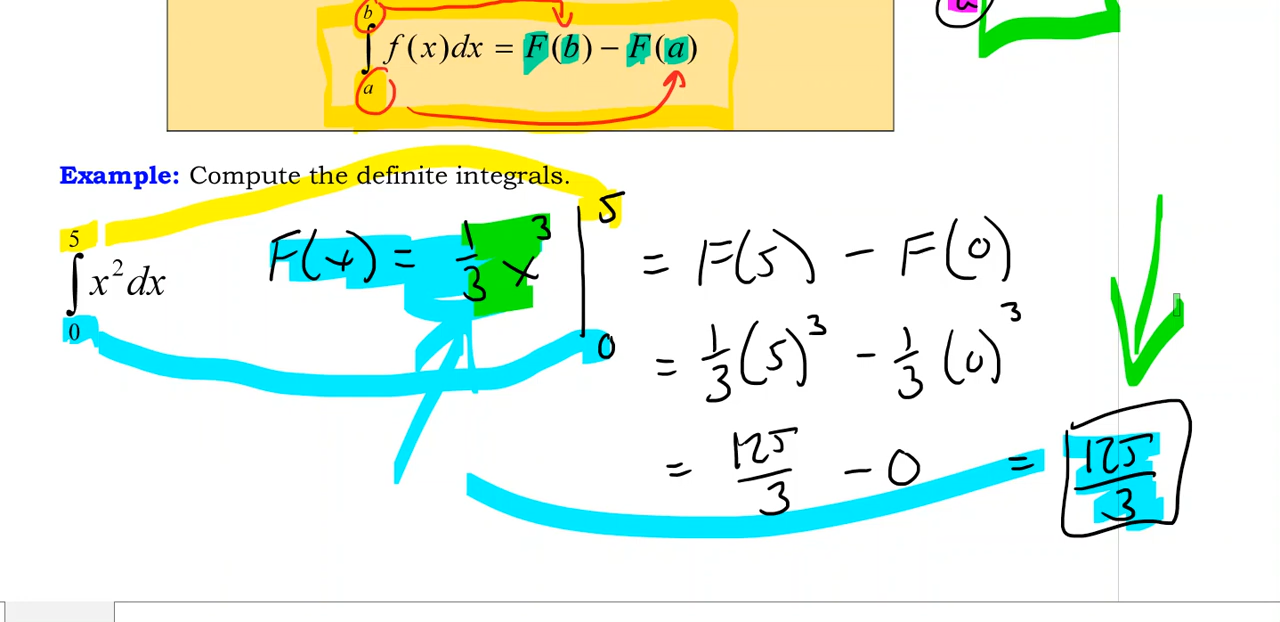 ∫_a^b f(x)dx = F(b) − F(a)
Example: Compute the definite integrals.
∫_0^5 x² dx F(x) = 1/3 x³ |_0^5 = F(5) − F(0)
= 1/3 (5)³ − 1/3 (0)³
= 125/3 − 0 = 125/3